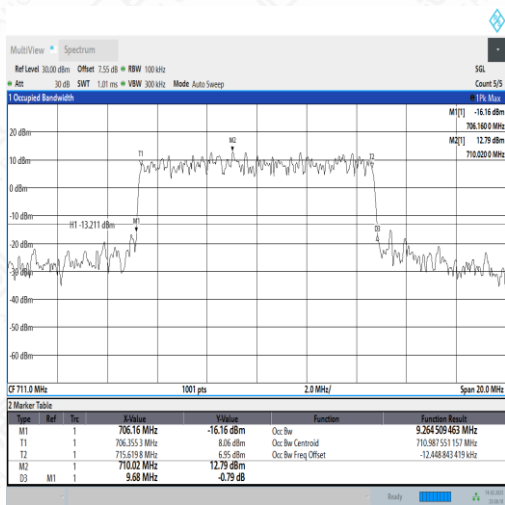 MultiView Spectrum
Ref Level 30.00 dBm Offset 7.55 dB RBW 100 kHz SGL
Att 30 dB SWT 1.01 ms VBW 300 kHz Mode Auto Sweep Count 5/5
1 Occupied Bandwidth 1Pk Max
M1[1] -16.16 dBm
706.160 0 MHz
M2[1] 12.79 dBm
710.020 0 MHz
20 dBm
M2
T1
T2
10 dBm
0 dBm
-10 dBm
M1
H1 -13.211 dBm
D3
-20 dBm
-30 dBm
-40 dBm
-50 dBm
-60 dBm
CF 711.0 MHz 1001 pts 2.0 MHz/ Span 20.0 MHz
2 Marker Table
Type Ref Trc X-Value Y-Value Function Function Result
M1 1 706.16 MHz -16.16 dBm Occ Bw 9.264 509 463 MHz
T1 1 706.355 3 MHz 8.06 dBm Occ Bw Centroid 710.987 551 157 MHz
T2 1 715.619 8 MHz 6.95 dBm Occ Bw Freq Offset -12.448 843 419 kHz
M2 1 710.02 MHz 12.79 dBm
D3 M1 1 9.68 MHz -0.79 dB
Ready